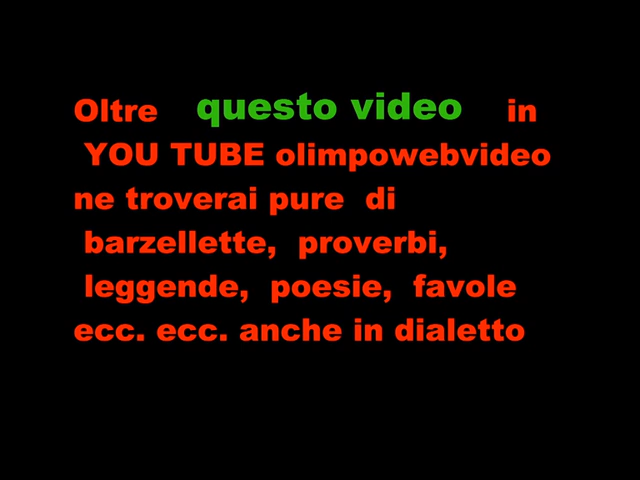 Oltre questo video in
YOU TUBE olimpowebvideo
ne troverai pure di
barzellette, proverbi,
leggende, poesie, favole
ecc. ecc. anche in dialetto